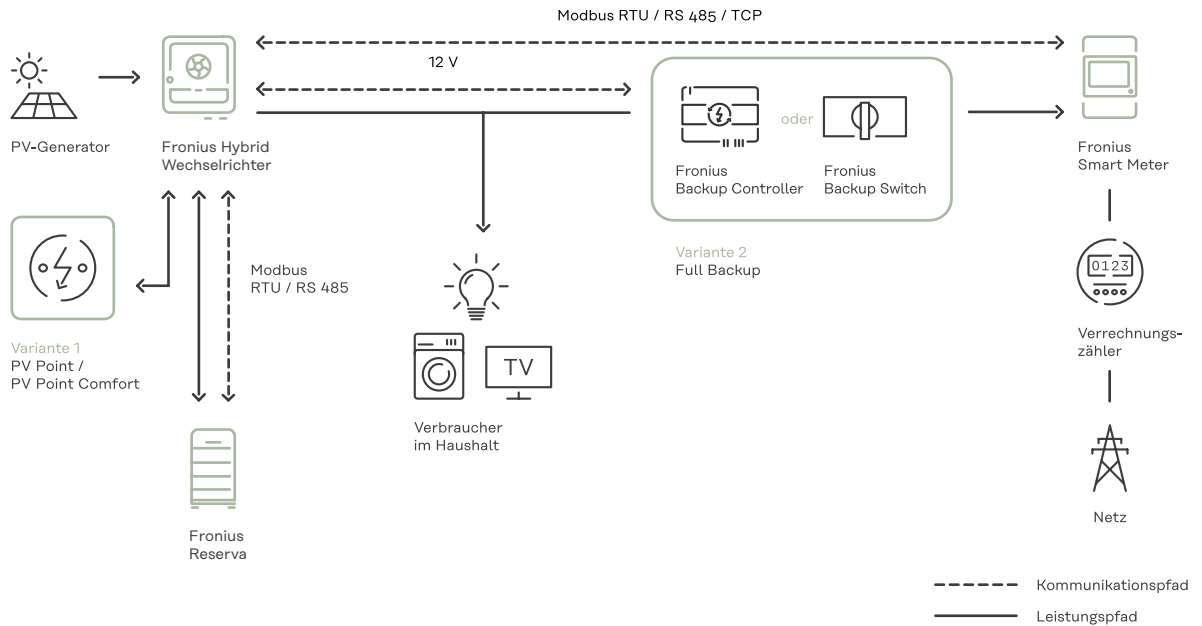 Modbus RTU / RS 485 / TCP
12 V
oder
PV-Generator
Fronius Hybrid
Wechselrichter
Fronius
Backup Controller
Fronius
Backup Switch
Fronius
Smart Meter
Variante 2
Full Backup
Modbus
RTU / RS 485
0123
Variante 1
PV Point /
PV Point Comfort
TV
Verrechnungs-
zähler
Verbraucher
im Haushalt
Netz
Fronius
Reserva
Kommunikationspfad
Leistungspfad